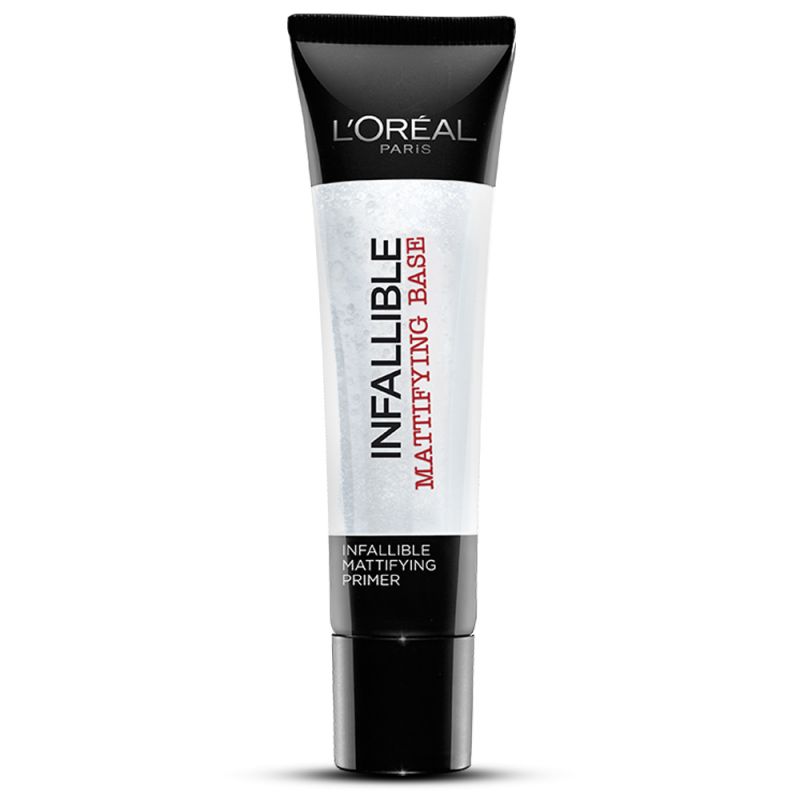 L'ORÉAL
PARIS
INFALLIBLE
MATTIFYING BASE
INFALLIBLE
MATTIFYING
PRIMER